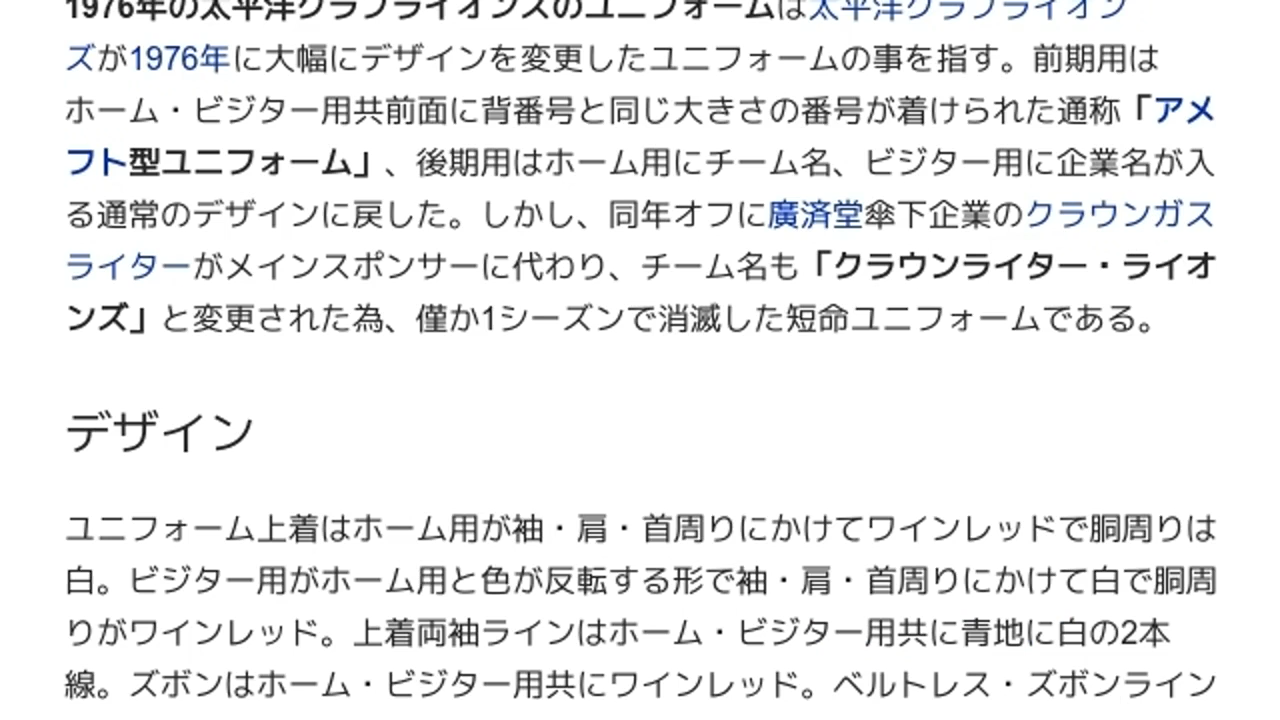 1976年の太平洋クラブライオンズのユニフォームは太平洋クラブライオン
ズが1976年に大幅にデザインを変更したユニフォームの事を指す。前期用は
ホーム・ビジター用共前面に背番号と同じ大きさの番号が着けられた通称「アメ
フト型ユニフォーム」、後期用はホーム用にチーム名、ビジター用に企業名が入
る通常のデザインに戻した。しかし、同年オフに廣済堂傘下企業のクラウンガス
ライターがメインスポンサーに代わり、チーム名も「クラウンライター・ライオ
ンズ」と変更された為、僅か1シーズンで消滅した短命ユニフォームである。
デザイン
ユニフォーム上着はホーム用が袖・肩・首周りにかけてワインレッドで胴周りは
白。ビジター用がホーム用と色が反転する形で袖・肩・首周りにかけて白で胴周
りがワインレッド。上着両袖ラインはホーム・ビジター用共に青地に白の2本
線。ズボンはホーム・ビジター用共にワインレッド。ベルトレス・ズボンライン